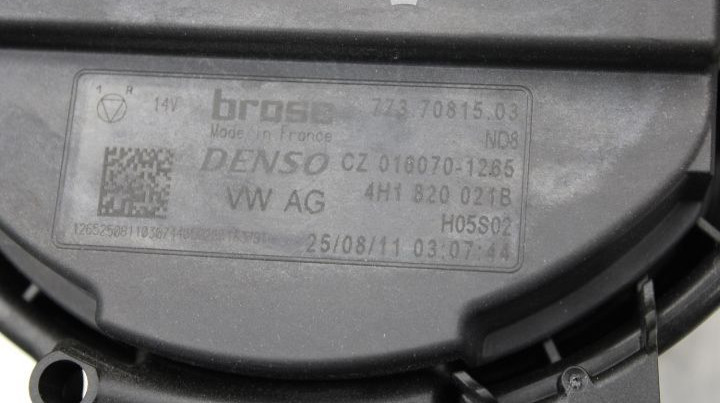 1 R 14V brose 773 70815.03
Made in France ND8
DENSO CZ 016070-1265
VW AG 4H1 820 021B
H05S02
25/08/11 03:07:44